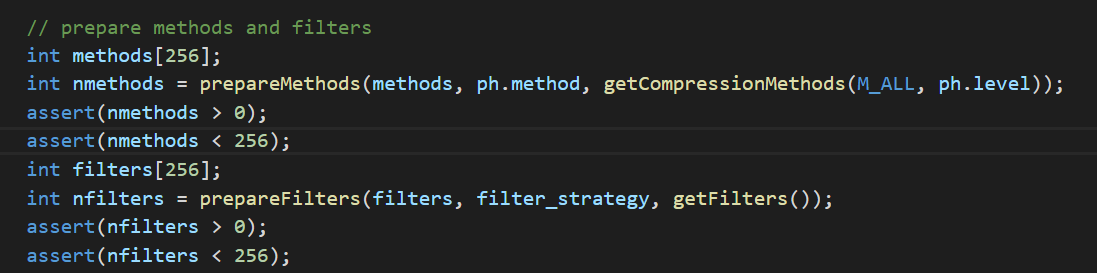 // prepare methods and filters
int methods[256];
int nmethods = prepareMethods(methods, ph.method, getCompressionMethods(M_ALL, ph.level));
assert(nmethods > 0);
assert(nmethods < 256);
int filters[256];
int nfilters = prepareFilters(filters, filter_strategy, getFilters());
assert(nfilters > 0);
assert(nfilters < 256);